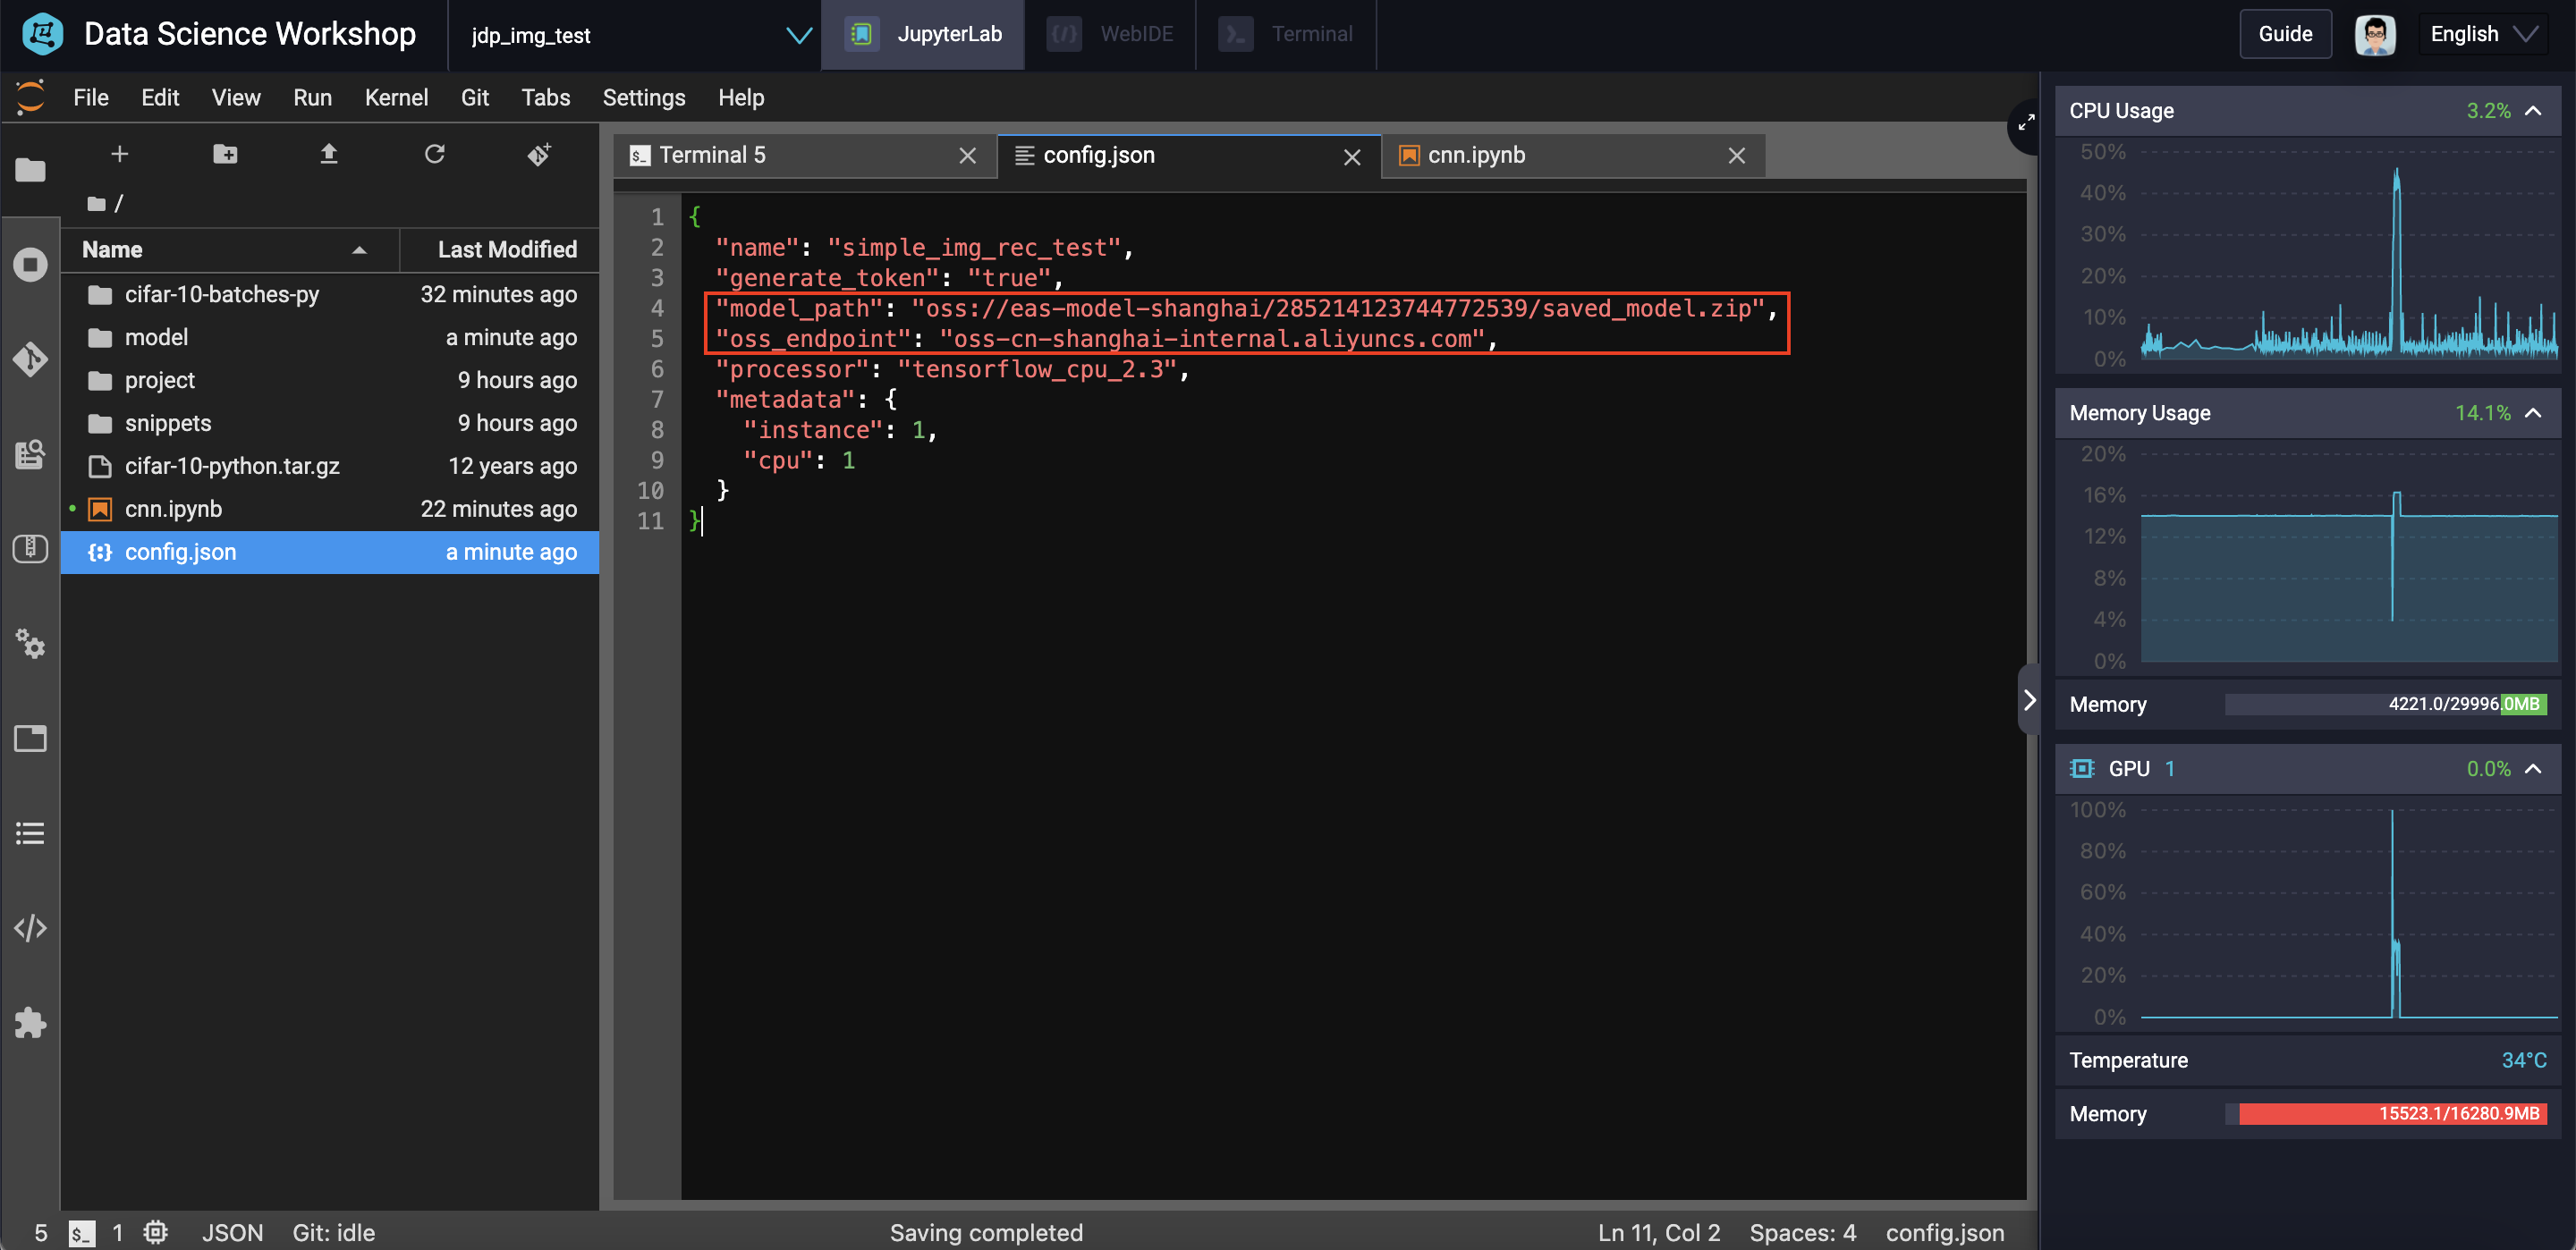 Data Science Workshop
jdp_img_test
JupyterLab
WebIDE
Terminal
Guide
English
File Edit View Run Kernel Git Tabs Settings Help
/
Name Last Modified
cifar-10-batches-py 32 minutes ago
model a minute ago
project 9 hours ago
snippets 9 hours ago
cifar-10-python.tar.gz 12 years ago
cnn.ipynb 22 minutes ago
config.json a minute ago
Terminal 5
config.json
cnn.ipynb
1 {
2 "name": "simple_img_rec_test",
3 "generate_token": "true",
4 "model_path": "oss://eas-model-shanghai/285214123744772539/saved_model.zip",
5 "oss_endpoint": "oss-cn-shanghai-internal.aliyuncs.com",
6 "processor": "tensorflow_cpu_2.3",
7 "metadata": {
8 "instance": 1,
9 "cpu": 1
10 }
11 }
CPU Usage 3.2%
50%
40%
30%
20%
10%
0%
Memory Usage 14.1%
20%
16%
12%
8%
4%
0%
Memory 4221.0/29996.0MB
GPU 1 0.0%
100%
80%
60%
40%
20%
0%
Temperature 34°C
Memory 15523.1/16280.9MB
5 $_ 1 JSON Git: idle Saving completed Ln 11, Col 2 Spaces: 4 config.json